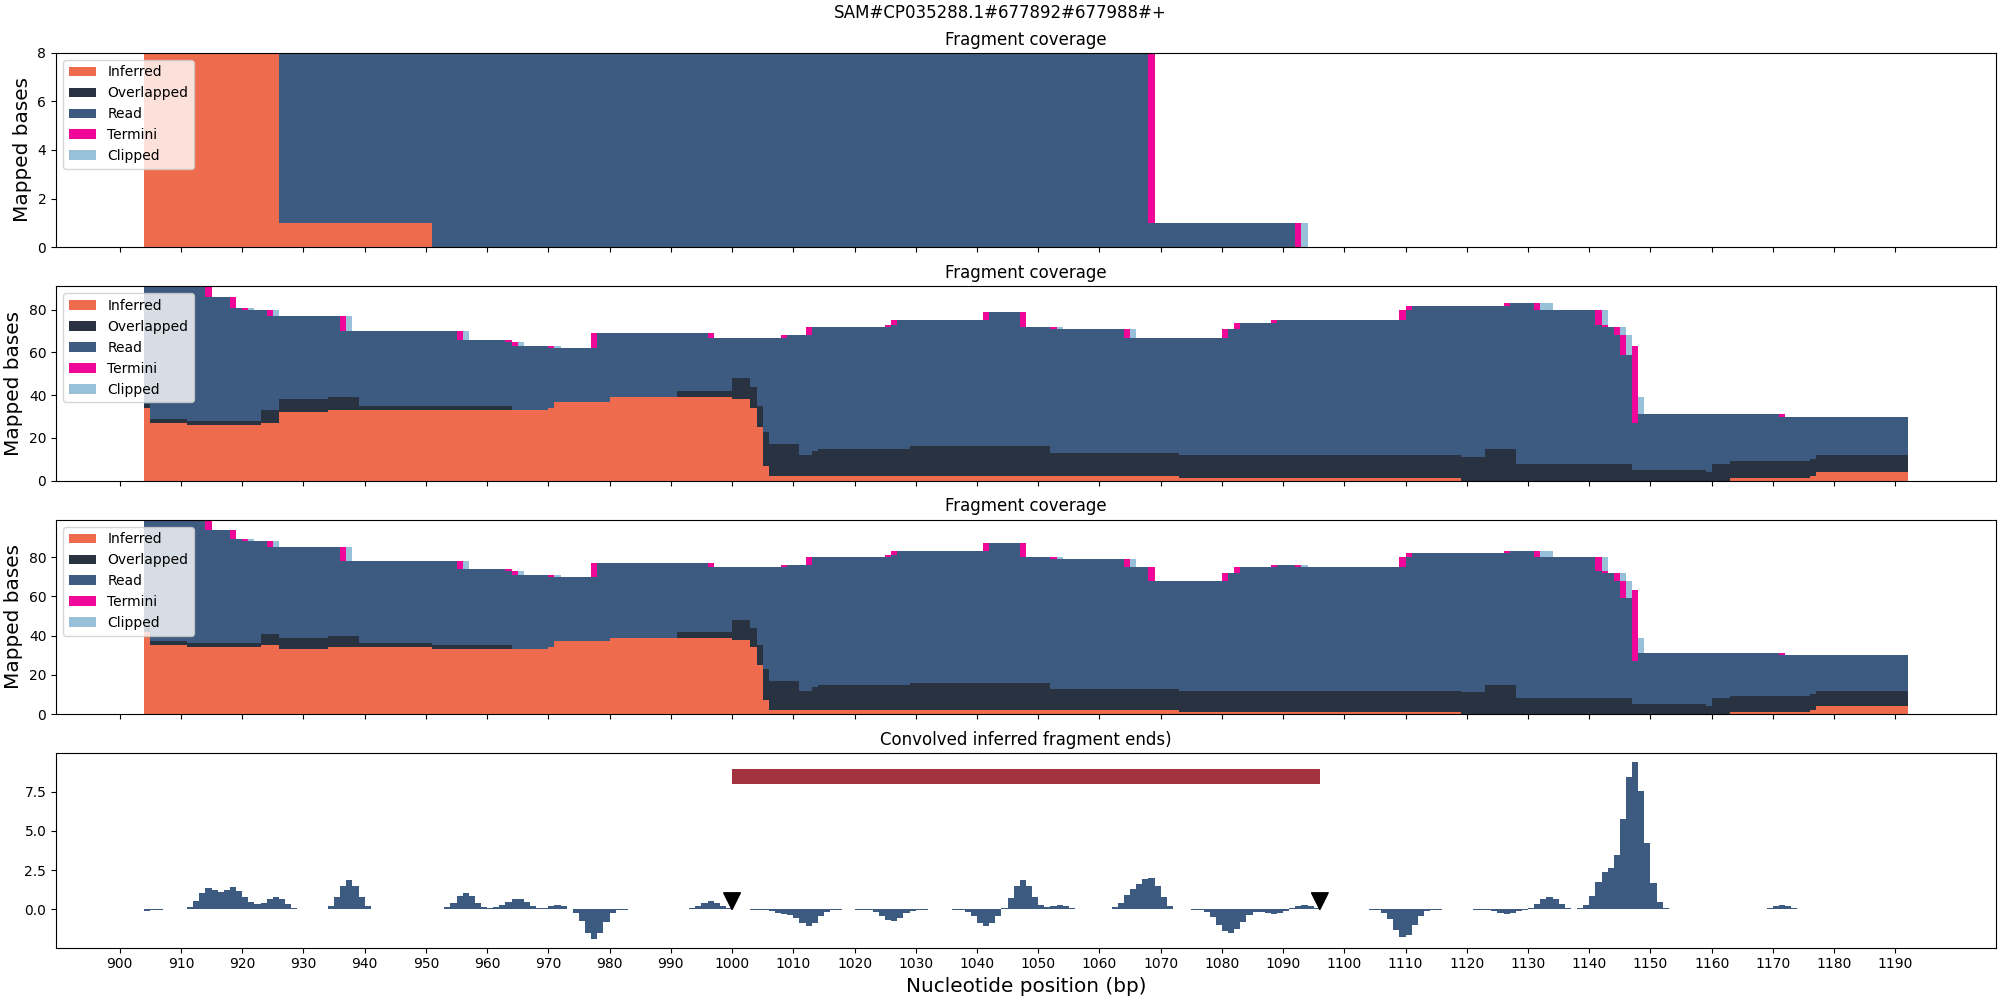 SAM#CP035288.1#677892#677988#+
Fragment coverage
Mapped bases
8
6
4
2
0
Inferred
Overlapped
Read
Termini
Clipped
Fragment coverage
Mapped bases
80
60
40
20
0
Inferred
Overlapped
Read
Termini
Clipped
Fragment coverage
Mapped bases
80
60
40
20
0
Inferred
Overlapped
Read
Termini
Clipped
Convolved inferred fragment ends)
7.5
5.0
2.5
0.0
900 910 920 930 940 950 960 970 980 990 1000 1010 1020 1030 1040 1050 1060 1070 1080 1090 1100 1110 1120 1130 1140 1150 1160 1170 1180 1190
Nucleotide position (bp)